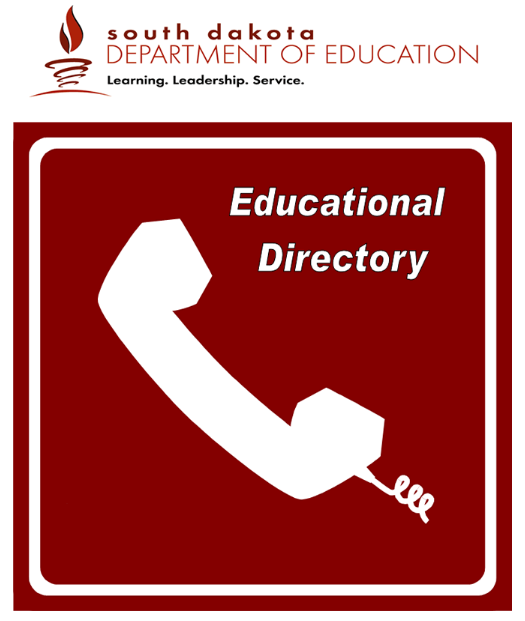 south dakota
DEPARTMENT OF EDUCATION
Learning. Leadership. Service.
Educational
Directory